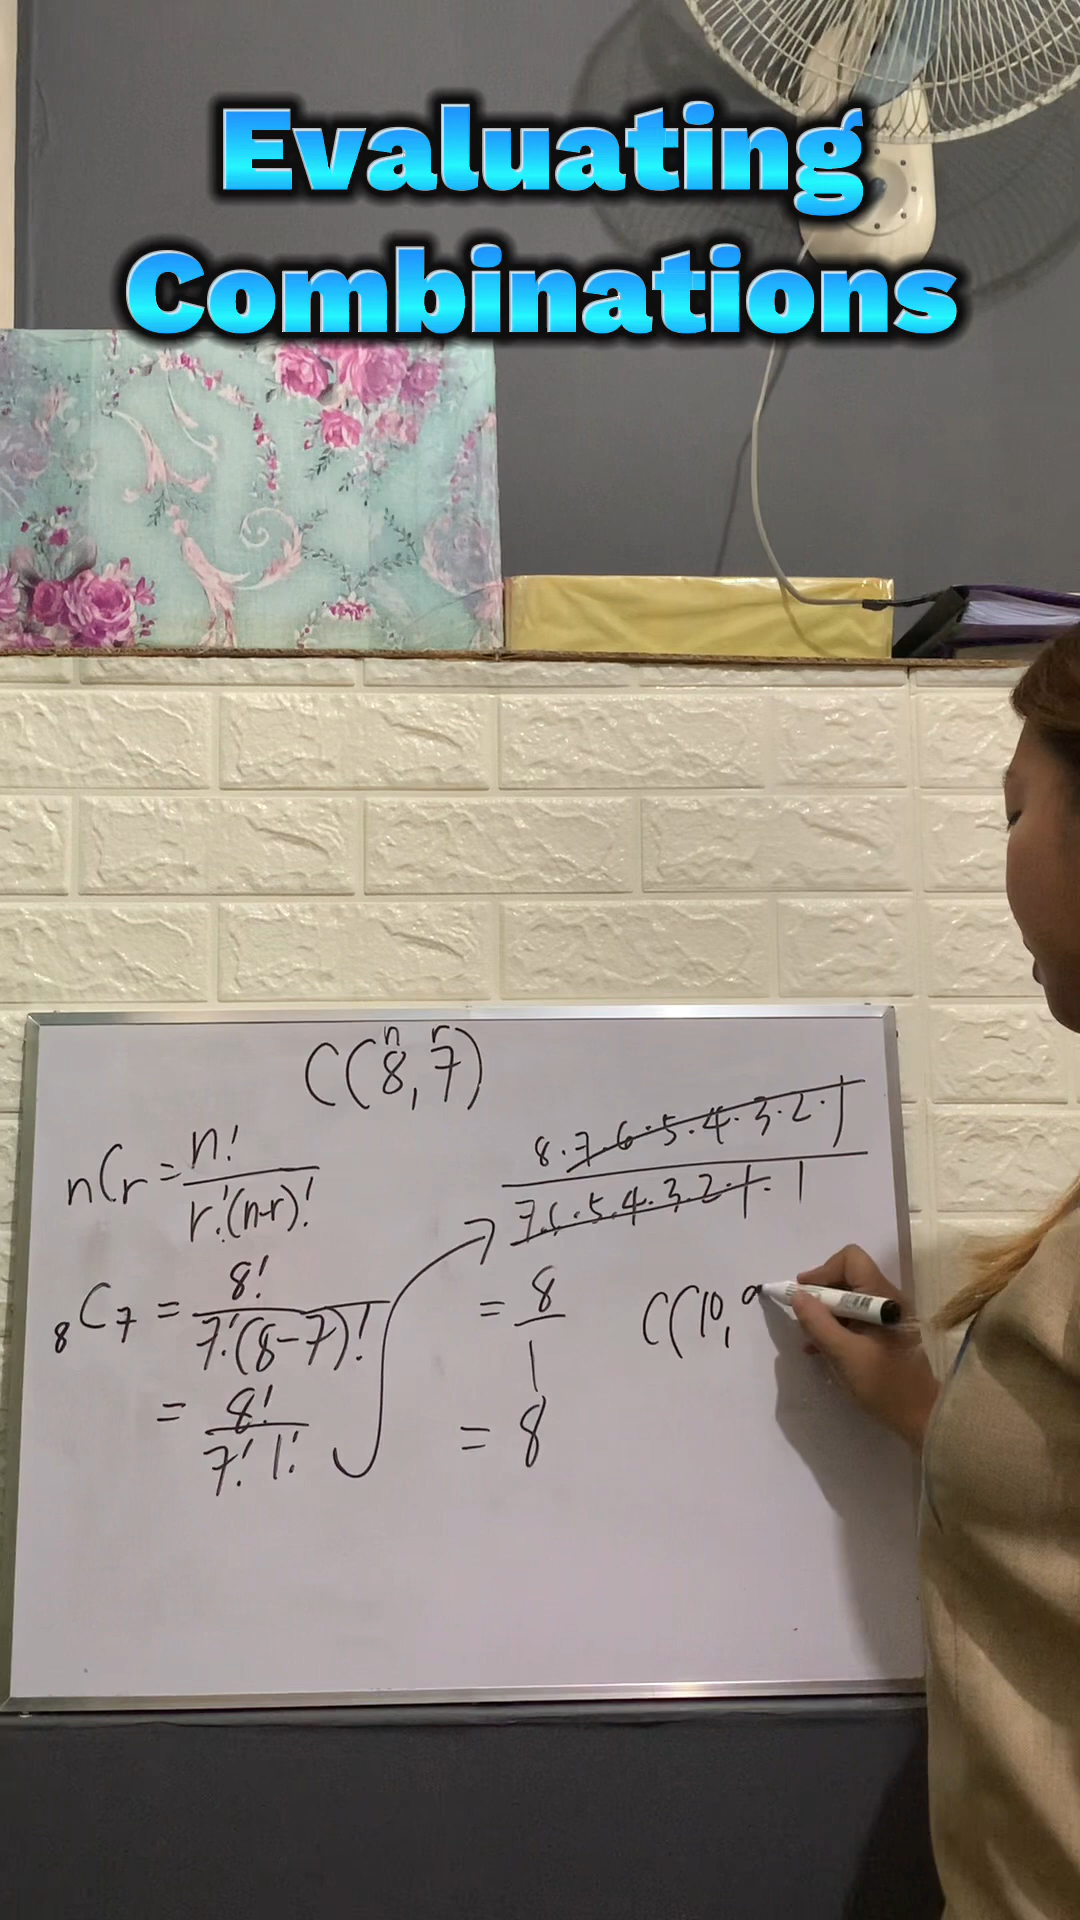 Evaluating
Combinations
n r
C(8,7)
nCr = n!
r!(n-r)!
8C7 = 8!
7!(8-7)!
= 8!
7! 1!
8·7·6·5·4·3·2·1
7·6·5·4·3·2·1·1
= 8
1
= 8
C(10,